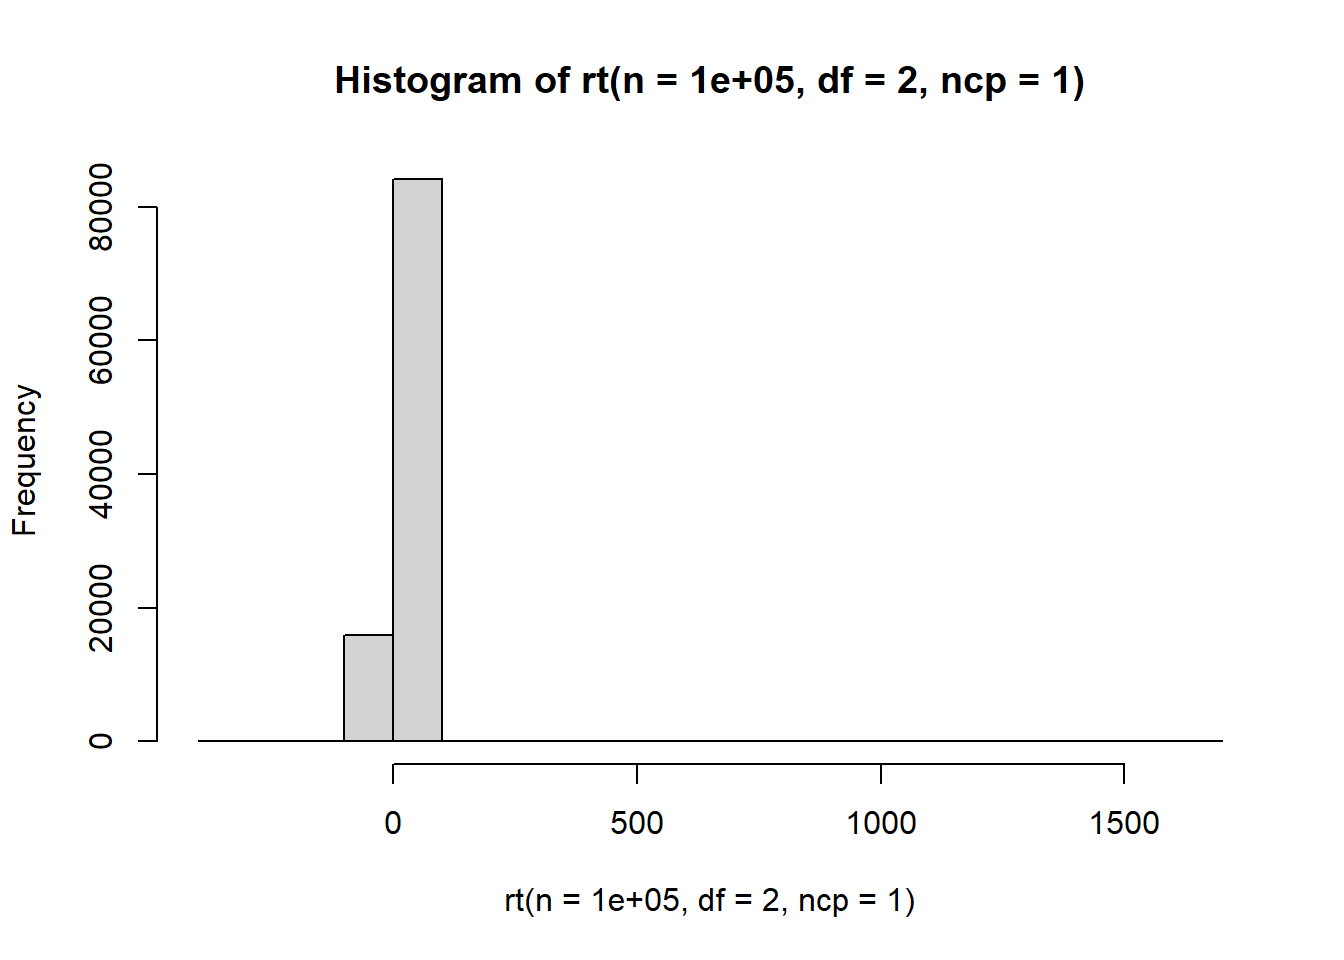 Histogram of rt(n = 1e+05, df = 2, ncp = 1)
Frequency
80000
60000
40000
20000
0
0 500 1000 1500
rt(n = 1e+05, df = 2, ncp = 1)